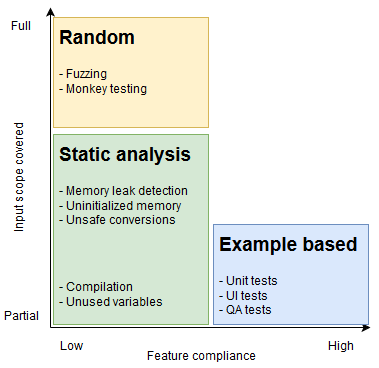 Full
Random
- Fuzzing
- Monkey testing
Static analysis
- Memory leak detection
- Uninitialized memory
- Unsafe conversions
- Compilation
- Unused variables
Example based
- Unit tests
- UI tests
- QA tests
Input scope covered
Partial
Low
High
Feature compliance